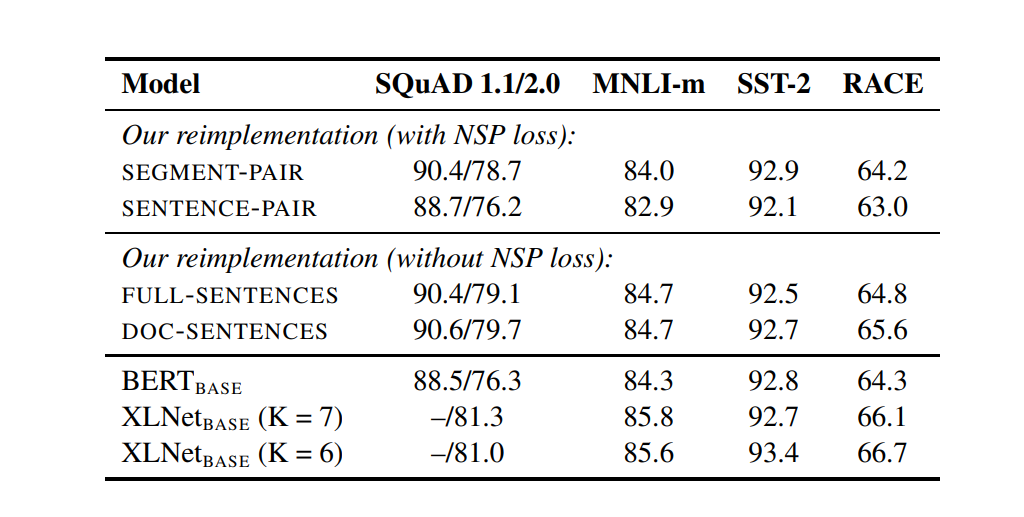 Model SQuAD 1.1/2.0 MNLI-m SST-2 RACE
Our reimplementation (with NSP loss):
SEGMENT-PAIR 90.4/78.7 84.0 92.9 64.2
SENTENCE-PAIR 88.7/76.2 82.9 92.1 63.0
Our reimplementation (without NSP loss):
FULL-SENTENCES 90.4/79.1 84.7 92.5 64.8
DOC-SENTENCES 90.6/79.7 84.7 92.7 65.6
BERTBASE 88.5/76.3 84.3 92.8 64.3
XLNetBASE (K = 7) –/81.3 85.8 92.7 66.1
XLNetBASE (K = 6) –/81.0 85.6 93.4 66.7